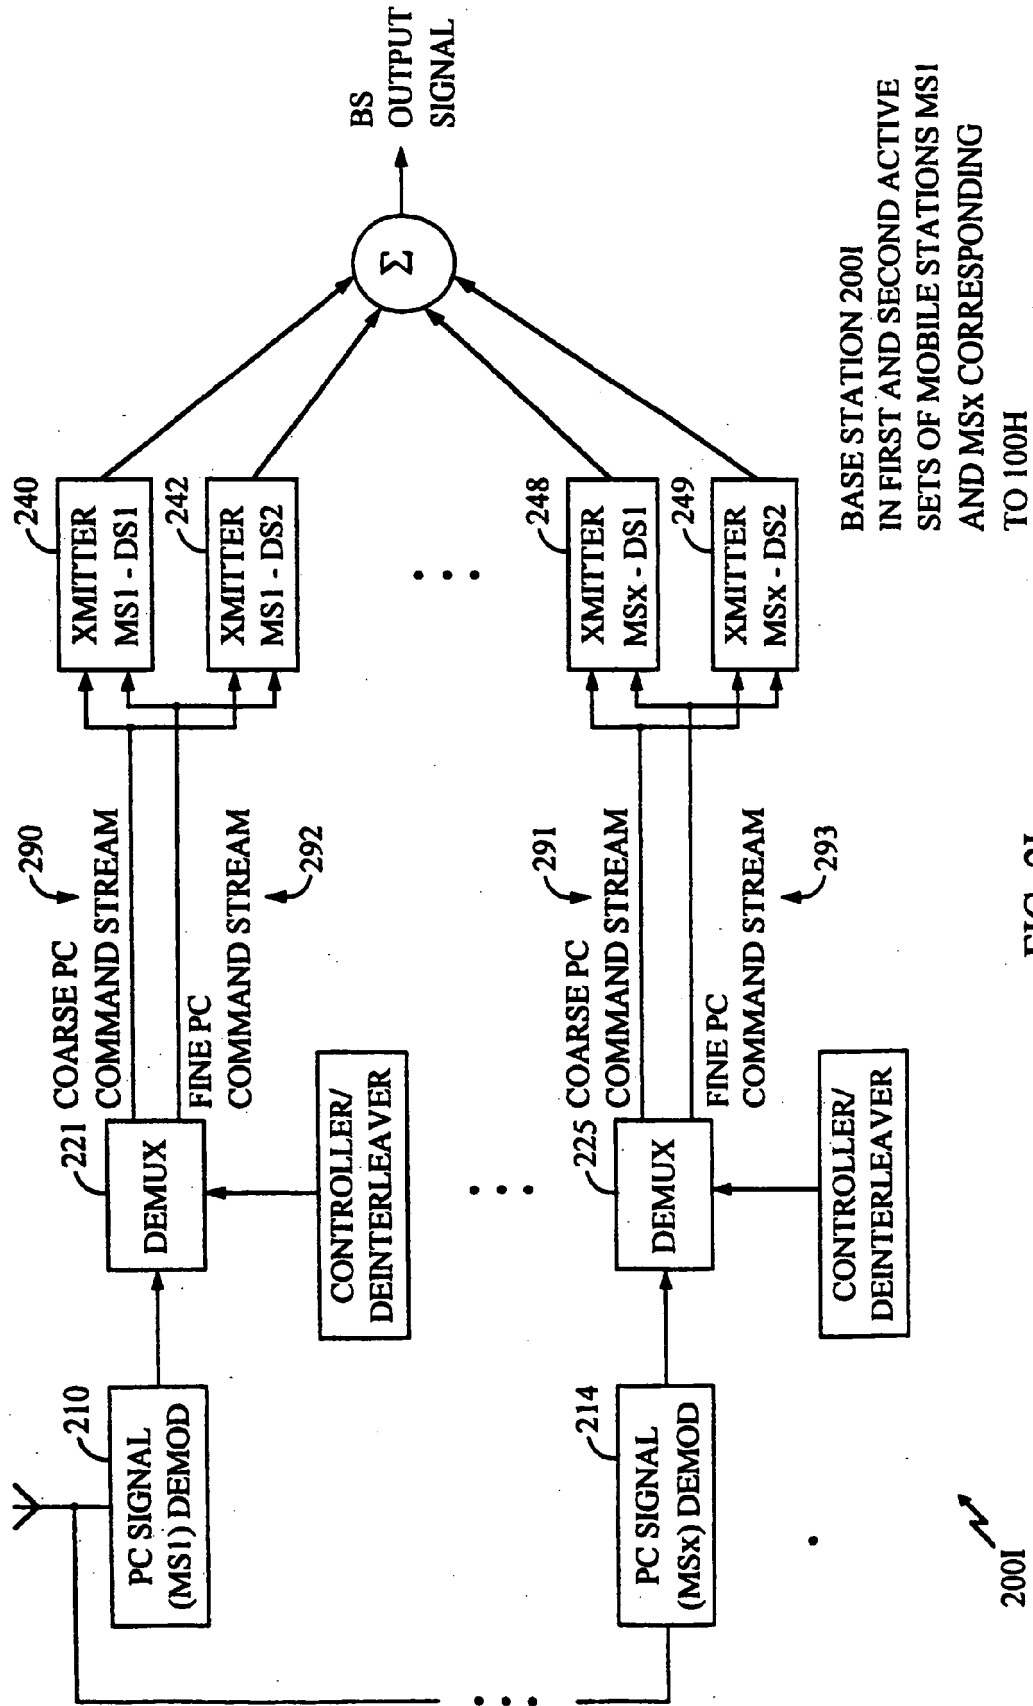 210
PC SIGNAL
(MS1) DEMOD
221
DEMUX
CONTROLLER/
DEINTERLEAVER
290
COARSE PC
COMMAND STREAM
FINE PC
COMMAND STREAM
292
240
XMITTER
MS1 - DS1
242
XMITTER
MS1 - DS2
Σ
BS
OUTPUT
SIGNAL
214
PC SIGNAL
(MSx) DEMOD
225
DEMUX
CONTROLLER/
DEINTERLEAVER
291
COARSE PC
COMMAND STREAM
FINE PC
COMMAND STREAM
293
248
XMITTER
MSx - DS1
249
XMITTER
MSx - DS2
BASE STATION 200I
IN FIRST AND SECOND ACTIVE
SETS OF MOBILE STATIONS MS1
AND MSx CORRESPONDING
TO 100H
200I
FIG.